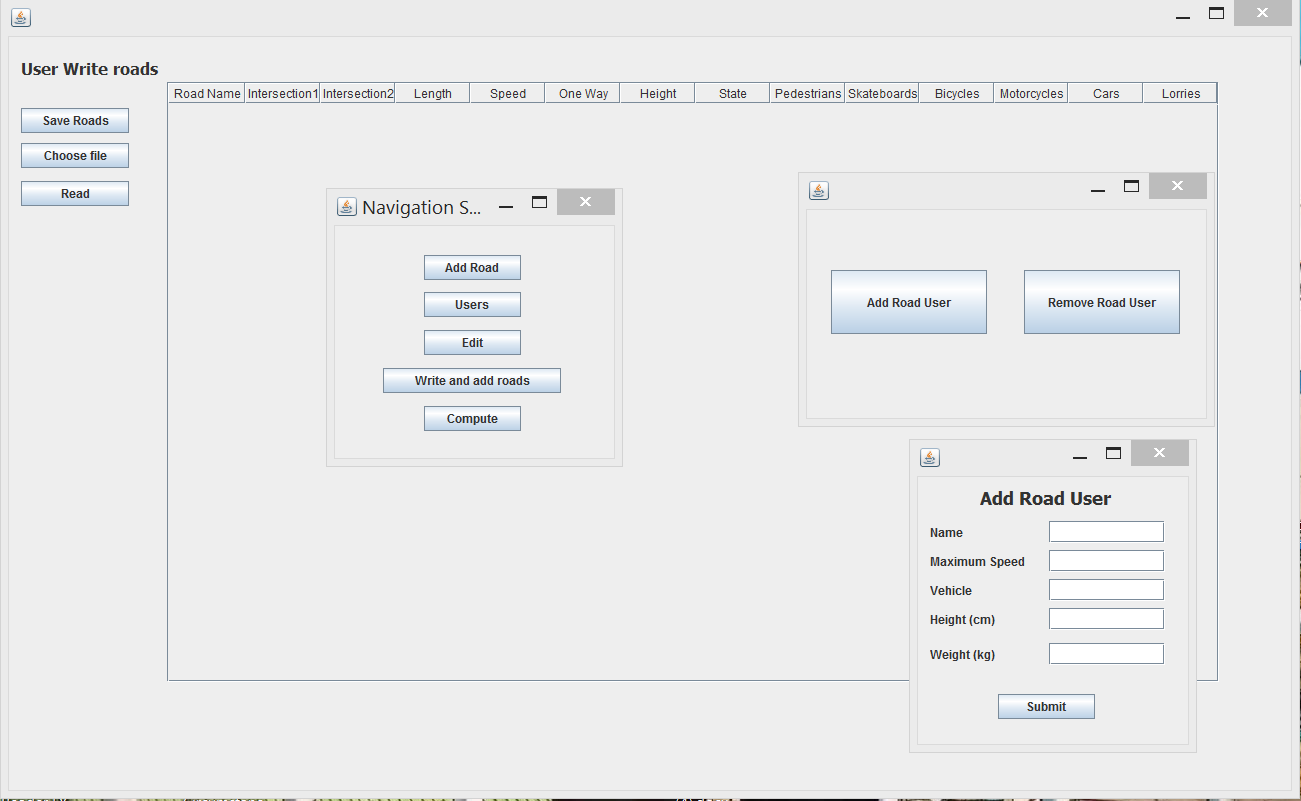 User Write roads
Save Roads
Choose file
Read
Road Name Intersection1 Intersection2 Length Speed One Way Height State Pedestrians Skateboards Bicycles Motorcycles Cars Lorries
Navigation S...
Add Road
Users
Edit
Write and add roads
Compute
Add Road User Remove Road User
Add Road User
Name
Maximum Speed
Vehicle
Height (cm)
Weight (kg)
Submit